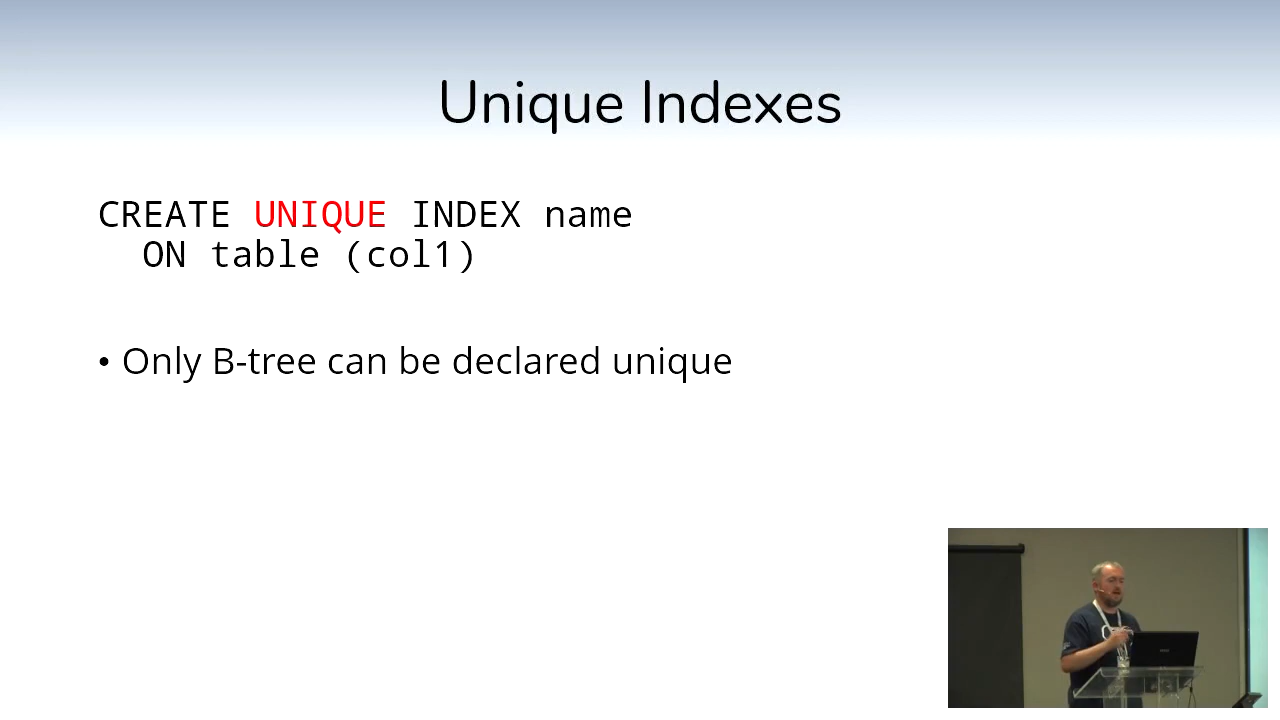 Unique Indexes
CREATE UNIQUE INDEX name
ON table (col1)
• Only B-tree can be declared unique